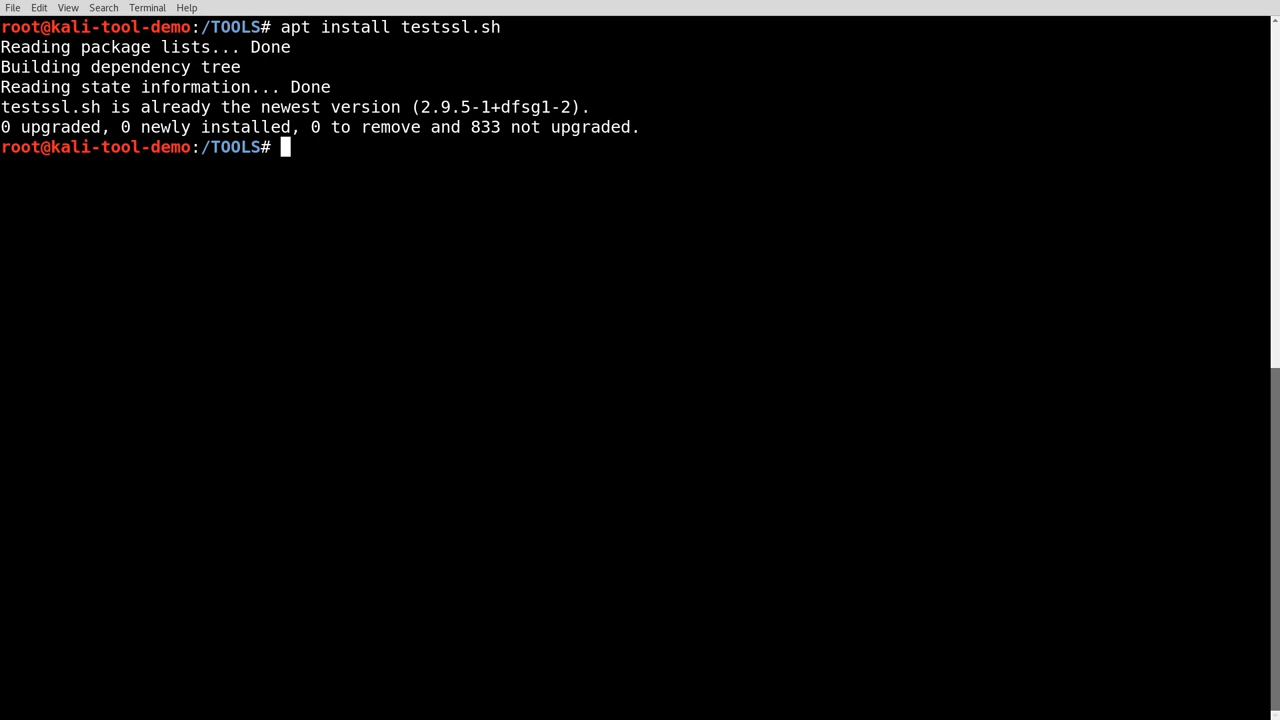 File Edit View Search Terminal Help
root@kali-tool-demo:/TOOLS# apt install testssl.sh
Reading package lists... Done
Building dependency tree
Reading state information... Done
testssl.sh is already the newest version (2.9.5-1+dfsg1-2).
0 upgraded, 0 newly installed, 0 to remove and 833 not upgraded.
root@kali-tool-demo:/TOOLS#